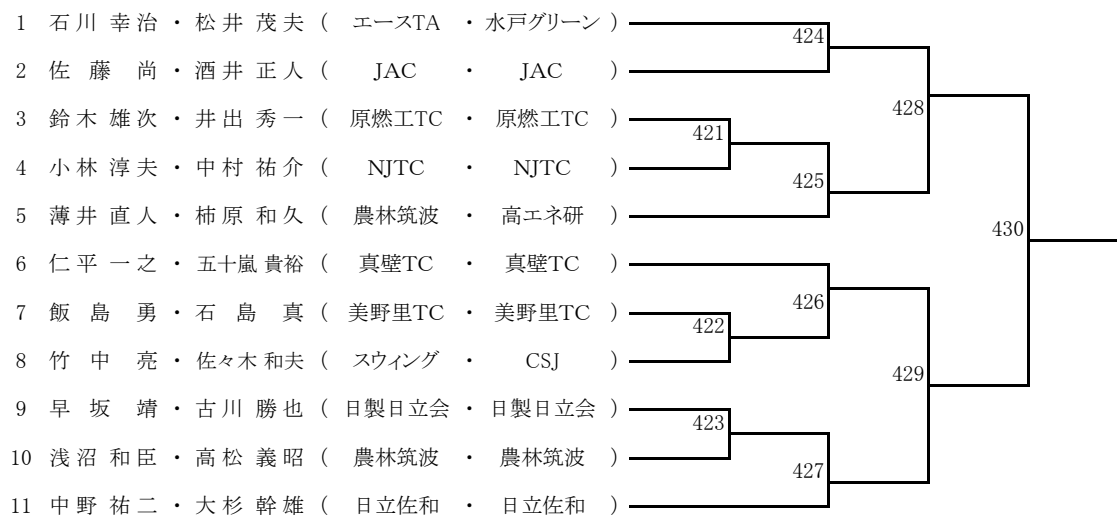 1 石川 幸治 ・ 松井 茂夫 ( エースTA ・ 水戸グリーン )
424
2 佐藤 尚 ・ 酒井 正人 ( JAC ・ JAC )
3 鈴木 雄次 ・ 井出 秀一 ( 原燃工TC ・ 原燃工TC )
428
421
4 小林 淳夫 ・ 中村 祐介 ( NJTC ・ NJTC )
425
5 薄井 直人 ・ 柿原 和久 ( 農林筑波 ・ 高エネ研 )
430
6 仁平 一之 ・ 五十嵐 貴裕 ( 真壁TC ・ 真壁TC )
426
7 飯島 勇 ・ 石島 真 ( 美野里TC ・ 美野里TC )
422
8 竹中 亮 ・ 佐々木 和夫 ( スウィング ・ CSJ )
429
9 早坂 靖 ・ 古川 勝也 ( 日製日立会 ・ 日製日立会 )
423
10 浅沼 和臣 ・ 高松 義昭 ( 農林筑波 ・ 農林筑波 )
427
11 中野 祐二 ・ 大杉 幹雄 ( 日立佐和 ・ 日立佐和 )